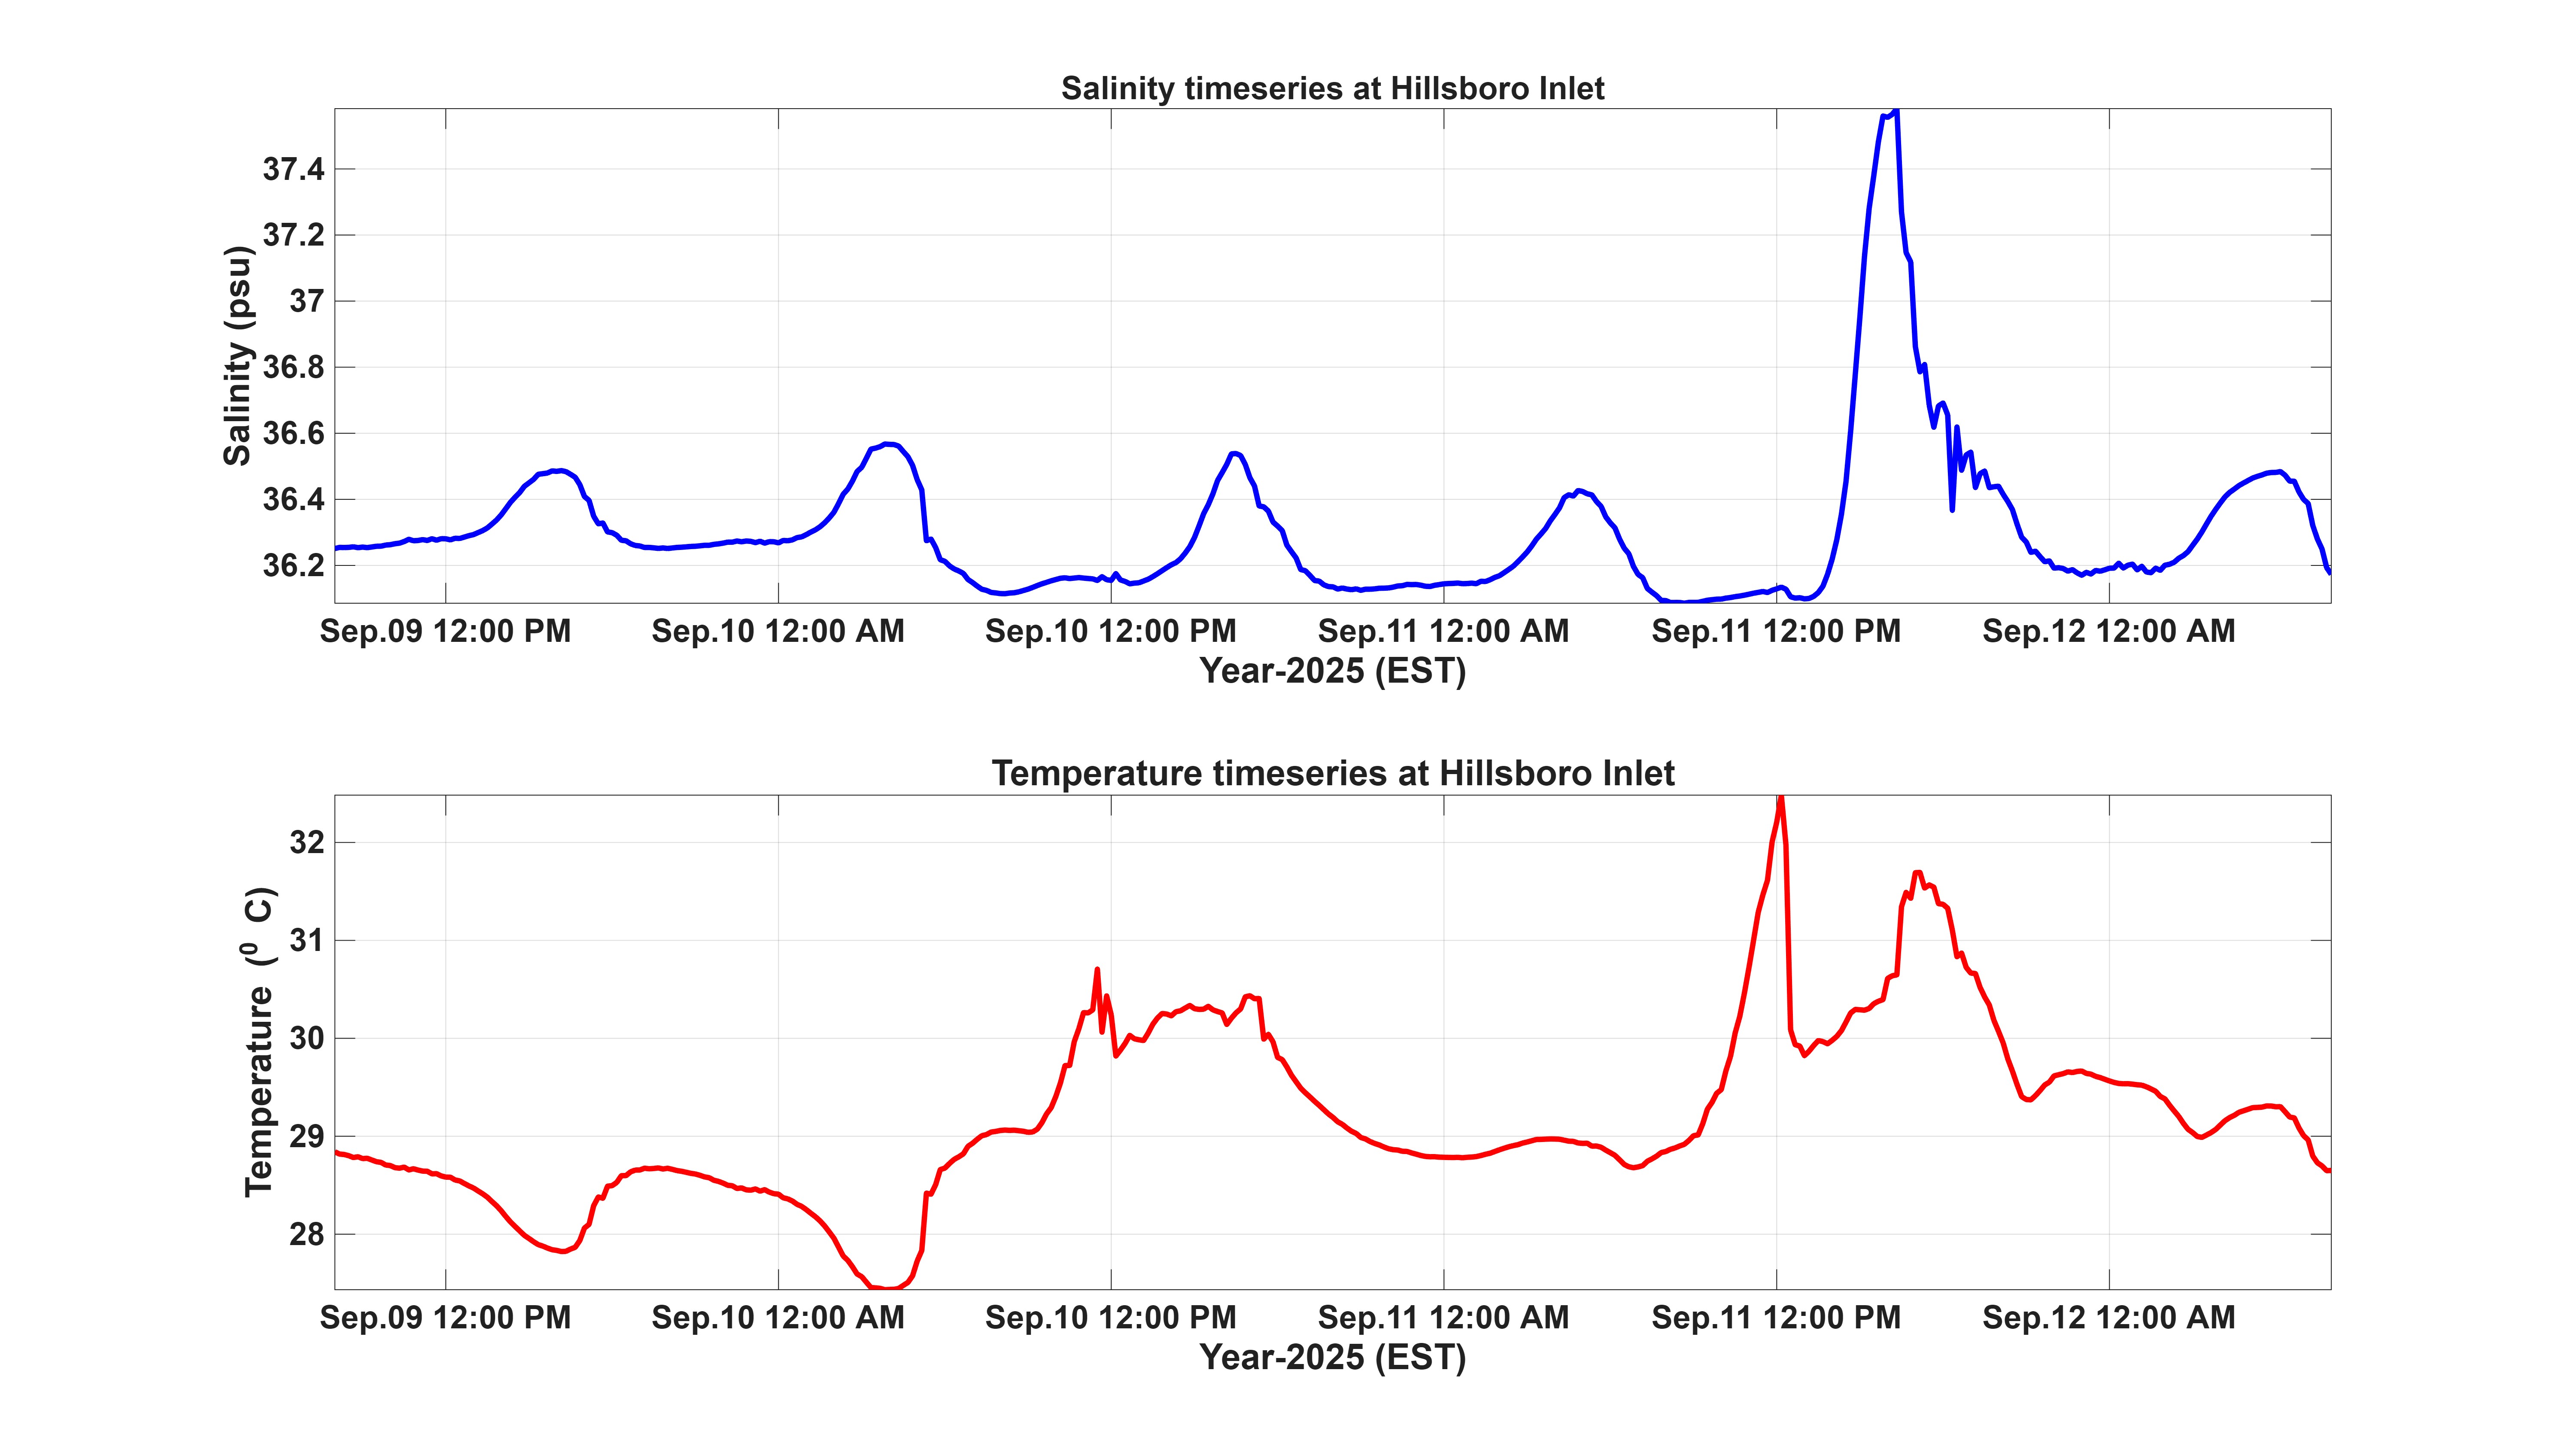 Salinity timeseries at Hillsboro Inlet
Salinity (psu)
37.4
37.2
37
36.8
36.6
36.4
36.2
Sep.09 12:00 PM Sep.10 12:00 AM Sep.10 12:00 PM Sep.11 12:00 AM Sep.11 12:00 PM Sep.12 12:00 AM
Year-2025 (EST)
Temperature timeseries at Hillsboro Inlet
Temperature (⁰ C)
32
31
30
29
28
Sep.09 12:00 PM Sep.10 12:00 AM Sep.10 12:00 PM Sep.11 12:00 AM Sep.11 12:00 PM Sep.12 12:00 AM
Year-2025 (EST)